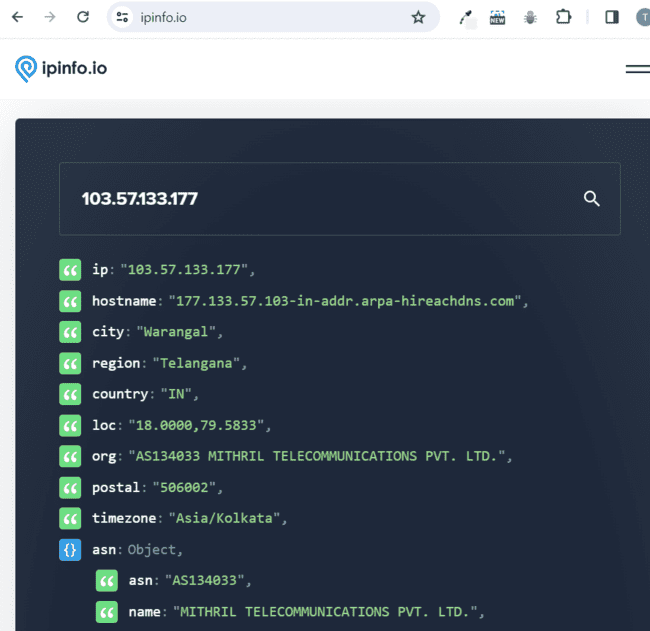 ipinfo.io
NEW
T
ipinfo.io
103.57.133.177
ip: "103.57.133.177",
hostname: "177.133.57.103-in-addr.arpa-hireachdns.com",
city: "Warangal",
region: "Telangana",
country: "IN",
loc: "18.0000,79.5833",
org: "AS134033 MITHRIL TELECOMMUNICATIONS PVT. LTD.",
postal: "506002",
timezone: "Asia/Kolkata",
{} asn: Object,
asn: "AS134033",
name: "MITHRIL TELECOMMUNICATIONS PVT. LTD.",